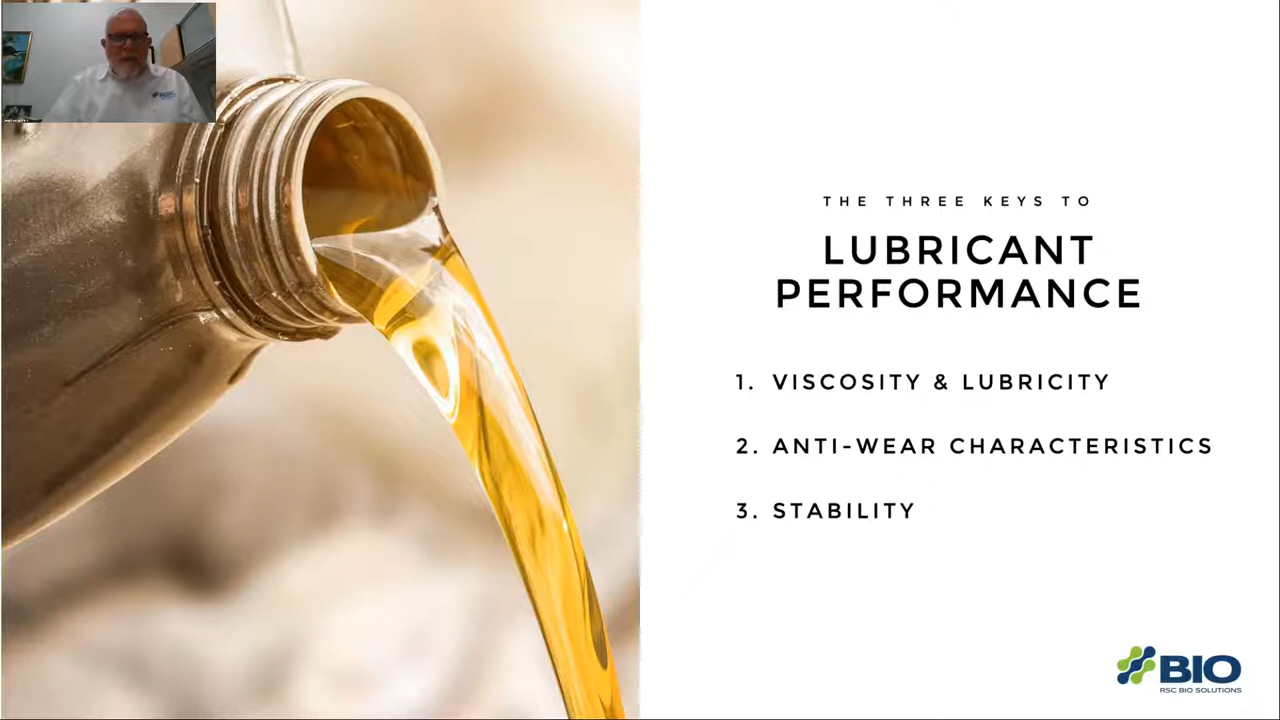 THE THREE KEYS TO
LUBRICANT
PERFORMANCE
1. VISCOSITY & LUBRICITY
2. ANTI-WEAR CHARACTERISTICS
3. STABILITY
BIO
RSC BIO SOLUTIONS